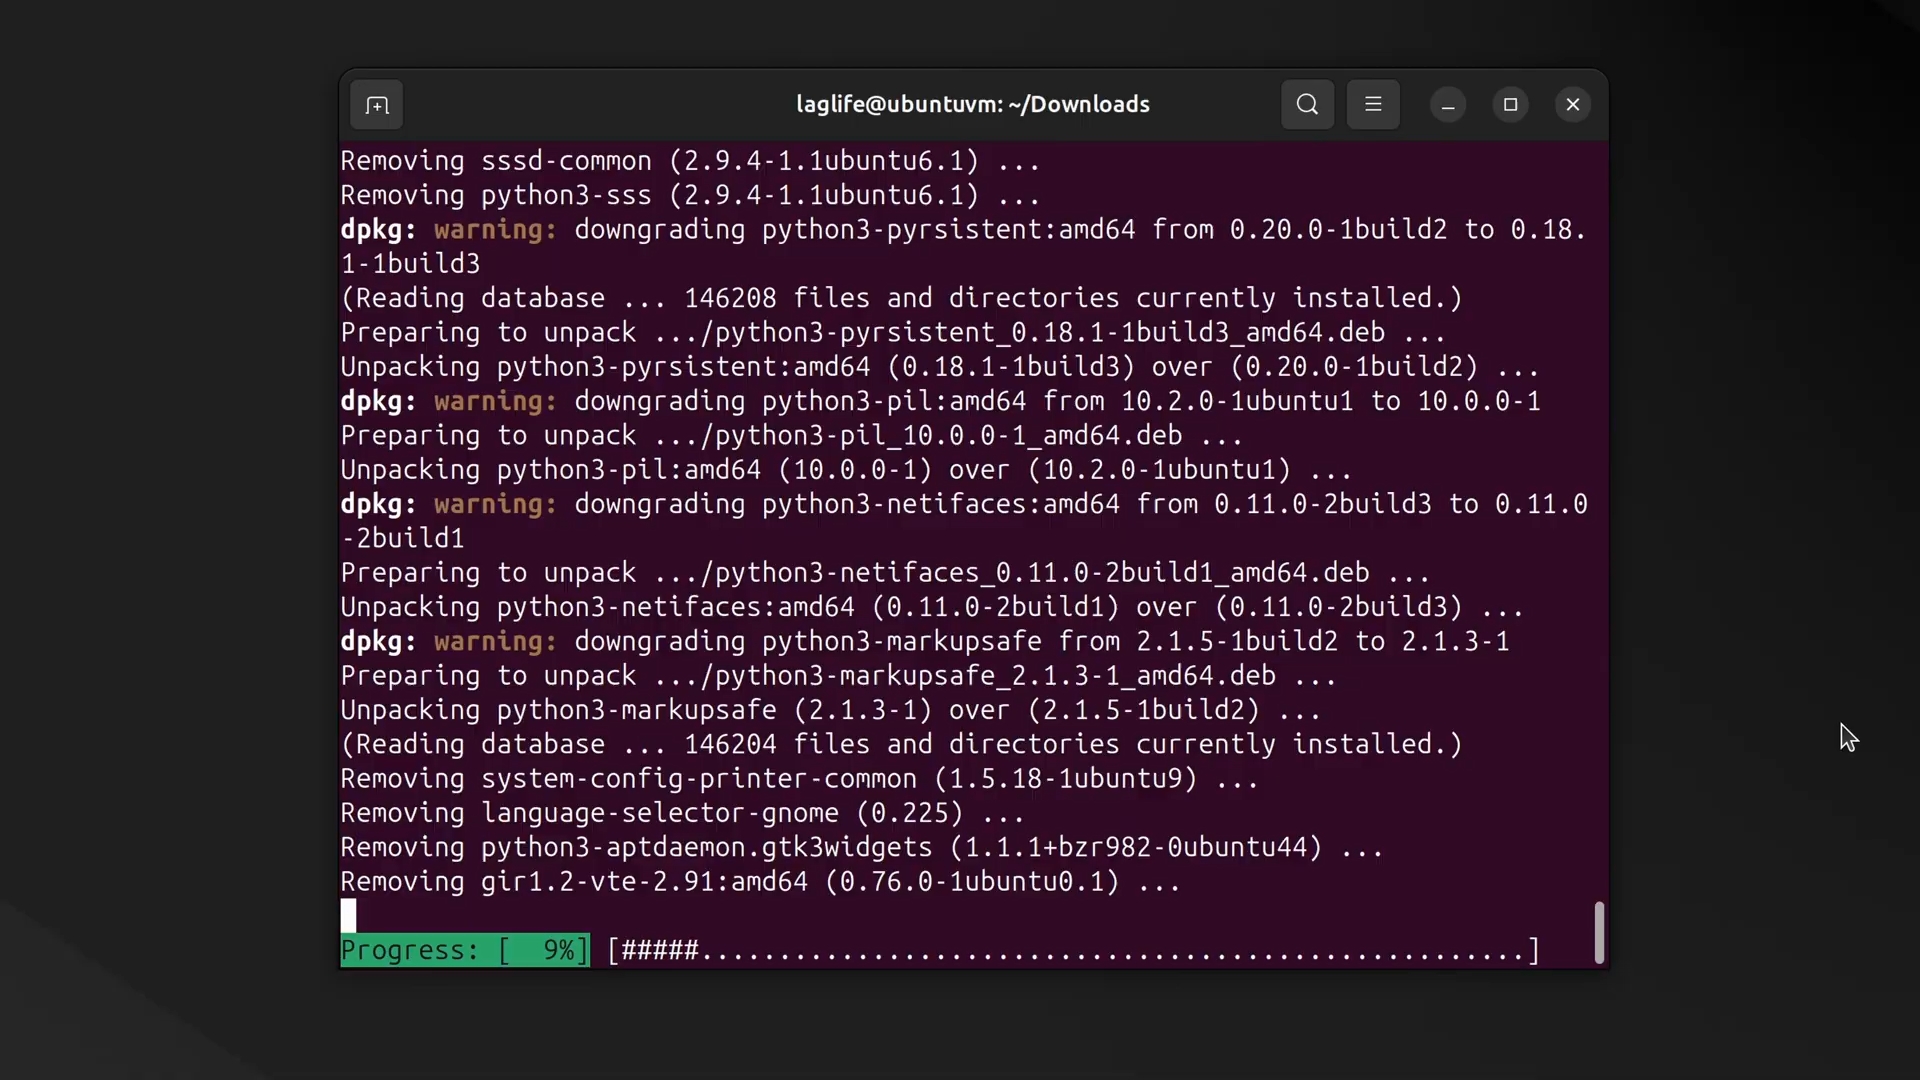 laglife@ubuntuvm: ~/Downloads
Removing sssd-common (2.9.4-1.1ubuntu6.1) ...
Removing python3-sss (2.9.4-1.1ubuntu6.1) ...
dpkg: warning: downgrading python3-pyrsistent:amd64 from 0.20.0-1build2 to 0.18.
1-1build3
(Reading database ... 146208 files and directories currently installed.)
Preparing to unpack .../python3-pyrsistent_0.18.1-1build3_amd64.deb ...
Unpacking python3-pyrsistent:amd64 (0.18.1-1build3) over (0.20.0-1build2) ...
dpkg: warning: downgrading python3-pil:amd64 from 10.2.0-1ubuntu1 to 10.0.0-1
Preparing to unpack .../python3-pil_10.0.0-1_amd64.deb ...
Unpacking python3-pil:amd64 (10.0.0-1) over (10.2.0-1ubuntu1) ...
dpkg: warning: downgrading python3-netifaces:amd64 from 0.11.0-2build3 to 0.11.0
-2build1
Preparing to unpack .../python3-netifaces_0.11.0-2build1_amd64.deb ...
Unpacking python3-netifaces:amd64 (0.11.0-2build1) over (0.11.0-2build3) ...
dpkg: warning: downgrading python3-markupsafe from 2.1.5-1build2 to 2.1.3-1
Preparing to unpack .../python3-markupsafe_2.1.3-1_amd64.deb ...
Unpacking python3-markupsafe (2.1.3-1) over (2.1.5-1build2) ...
(Reading database ... 146204 files and directories currently installed.)
Removing system-config-printer-common (1.5.18-1ubuntu9) ...
Removing language-selector-gnome (0.225) ...
Removing python3-aptdaemon.gtk3widgets (1.1.1+bzr982-0ubuntu44) ...
Removing gir1.2-vte-2.91:amd64 (0.76.0-1ubuntu0.1) ...
Progress: [  9%] [#####.....................................................]